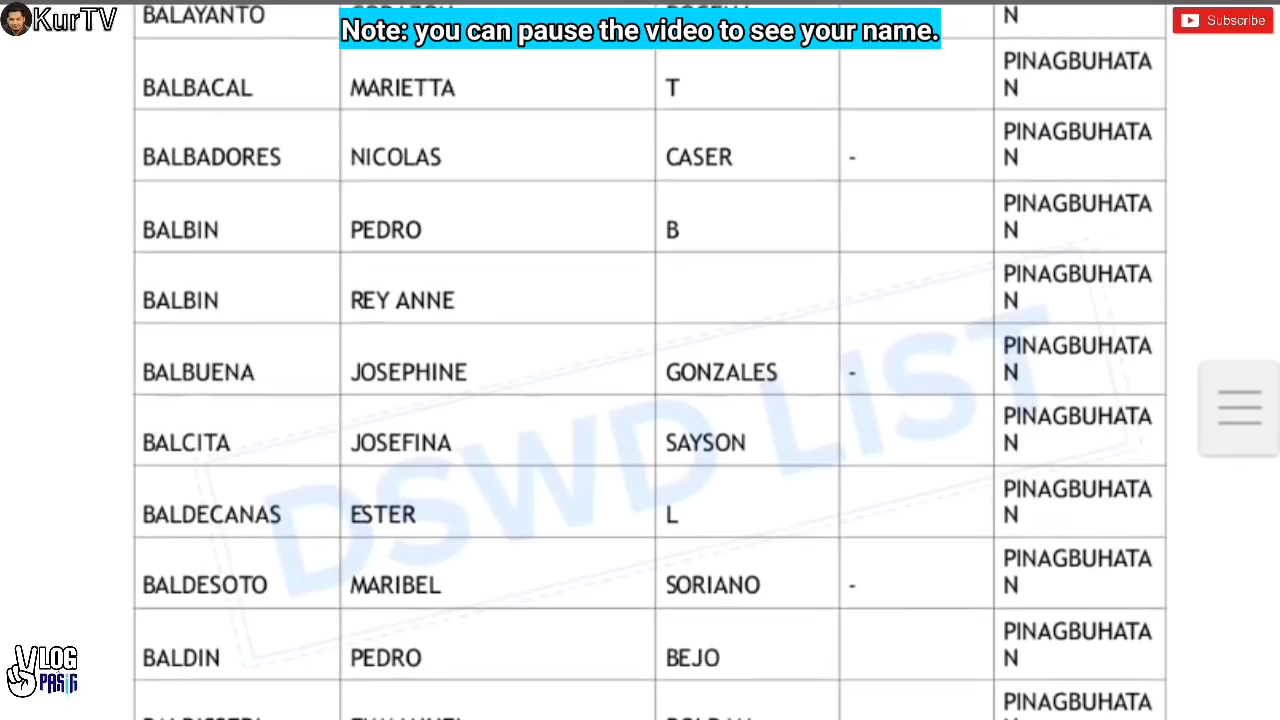 KurTV
Note: you can pause the video to see your name.
Subscribe
BALAYANTO
N
BALBACAL MARIETTA T PINAGBUHATA
N
BALBADORES NICOLAS CASER - PINAGBUHATA
N
BALBIN PEDRO B PINAGBUHATA
N
BALBIN REY ANNE PINAGBUHATA
N
BALBUENA JOSEPHINE GONZALES - PINAGBUHATA
N
BALCITA JOSEFINA SAYSON PINAGBUHATA
N
BALDECANAS ESTER L PINAGBUHATA
N
BALDESOTO MARIBEL SORIANO - PINAGBUHATA
N
BALDIN PEDRO BEJO PINAGBUHATA
N
PINAGBUHATA
DSWD LIST
VLOG
PASIG